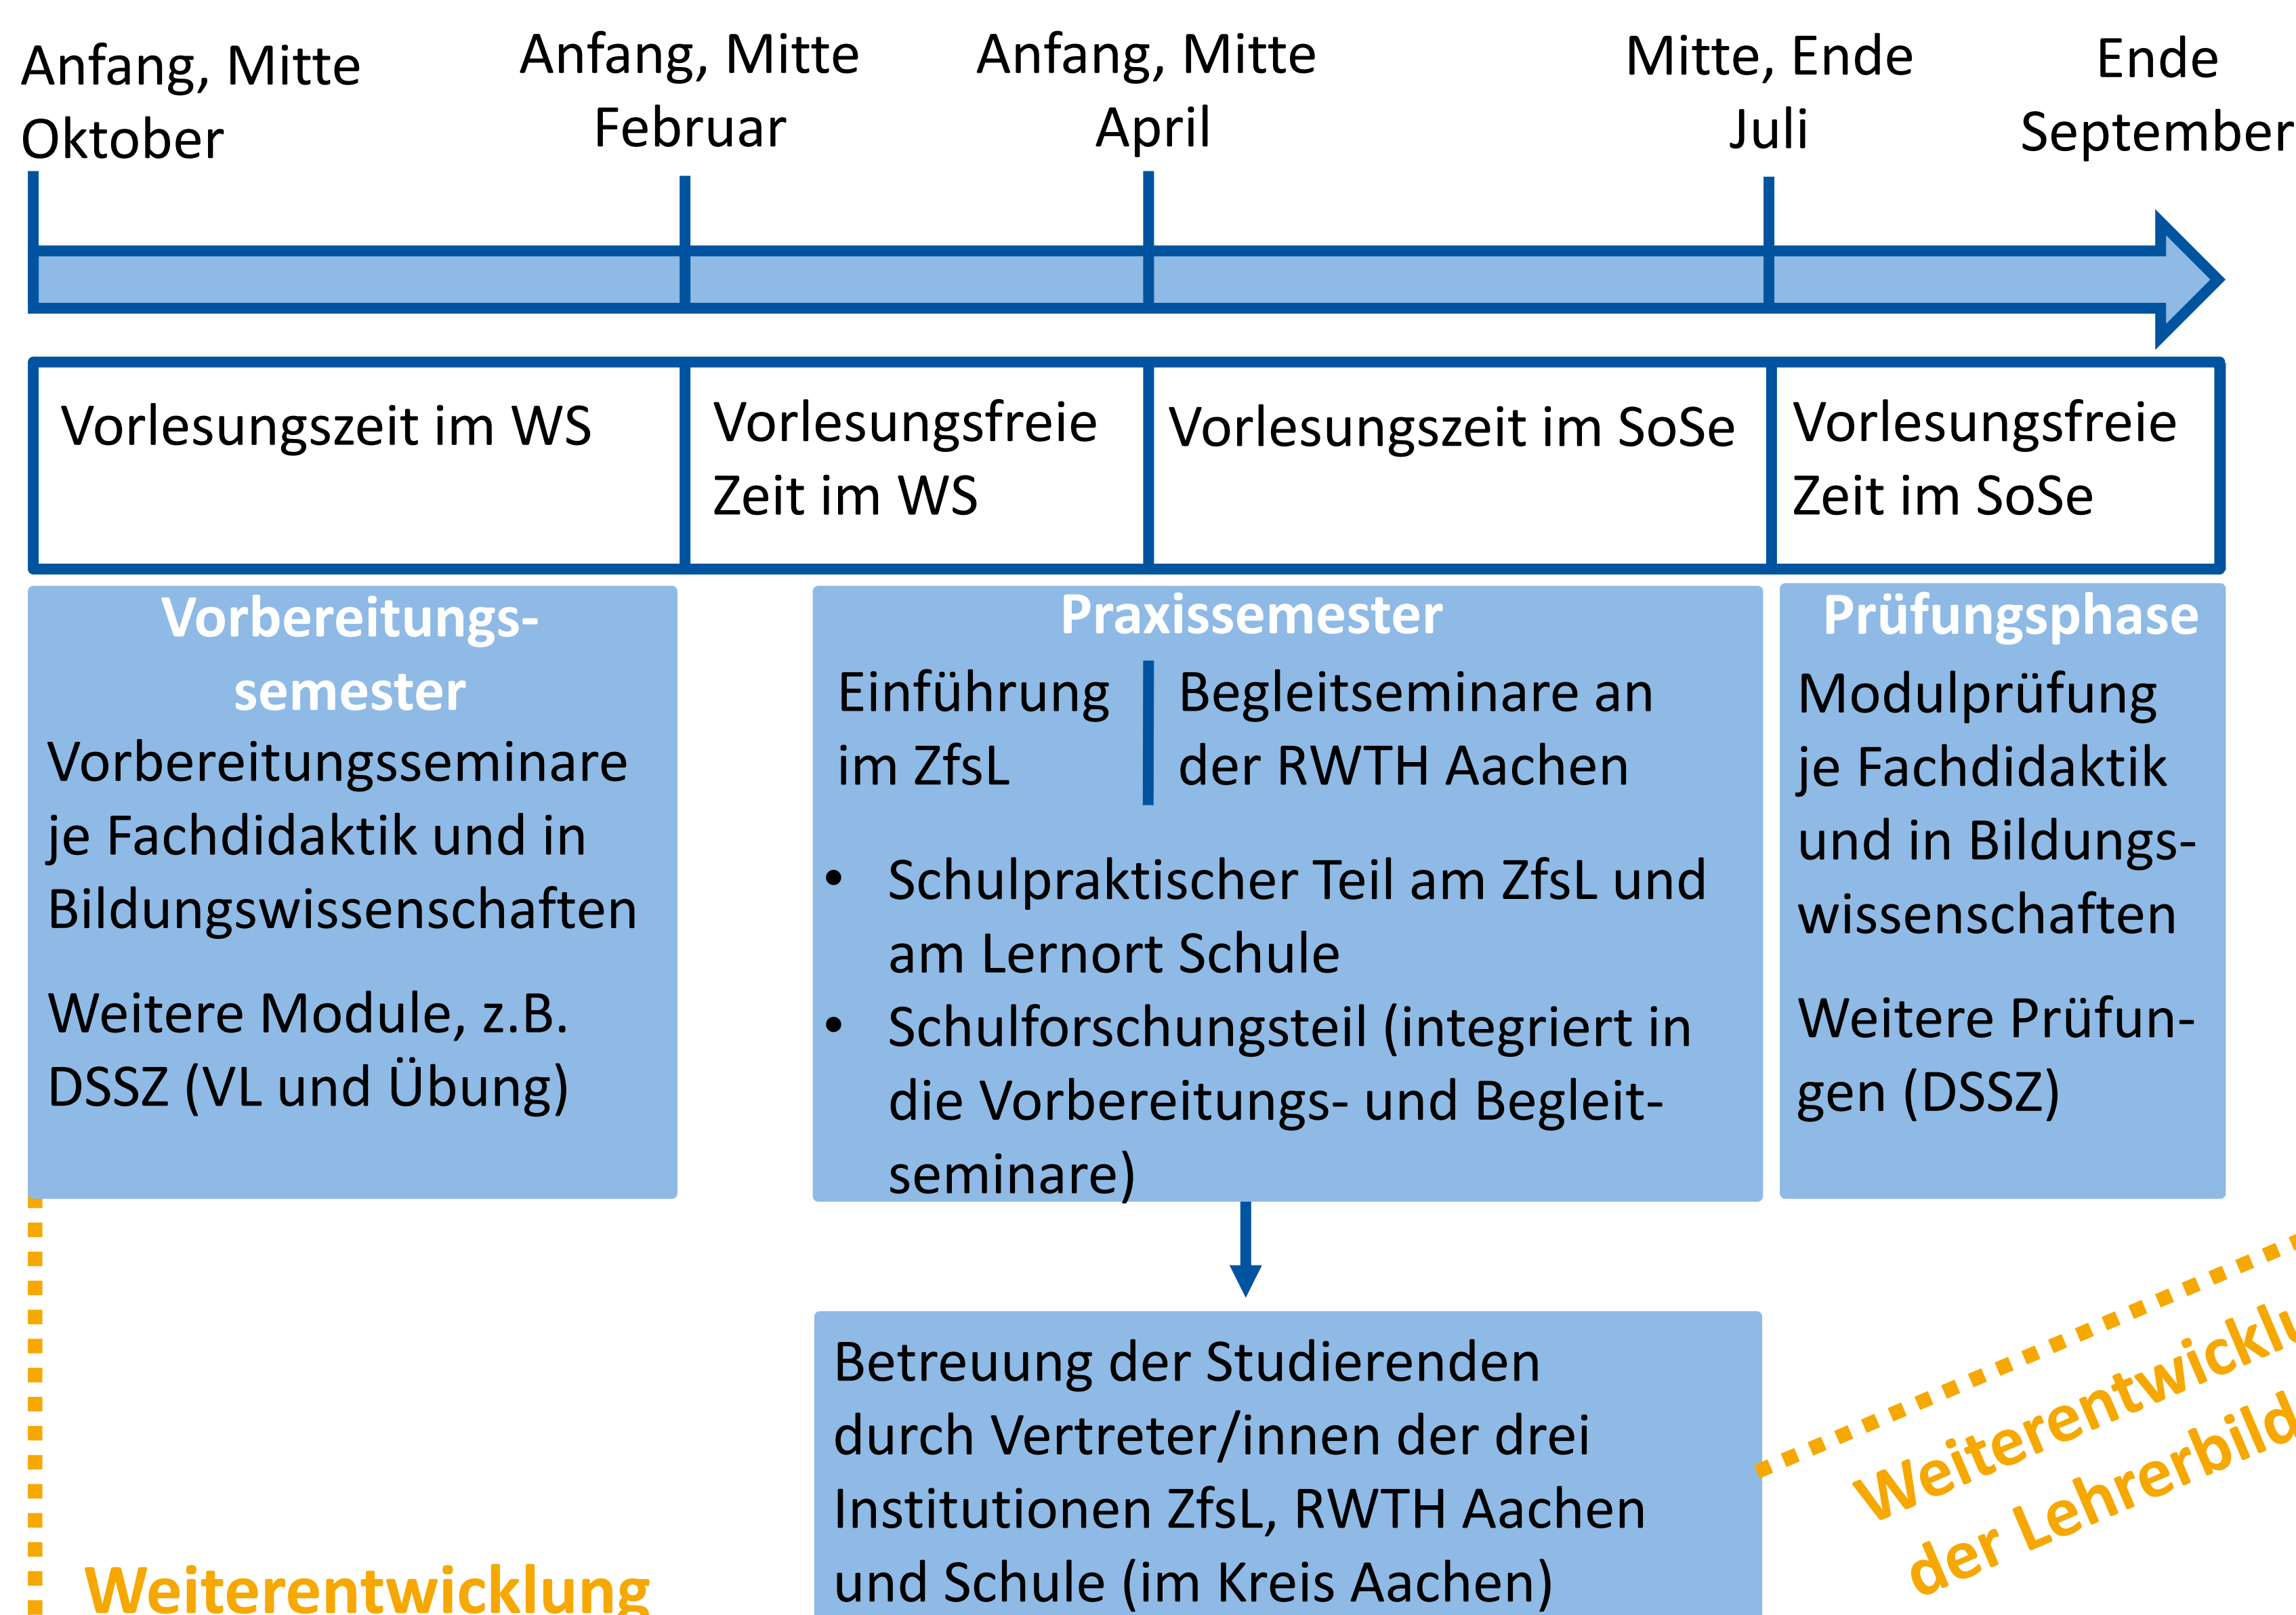 Anfang, Mitte
Oktober
Anfang, Mitte
Februar
Anfang, Mitte
April
Mitte, Ende
Juli
Ende
September
Vorlesungszeit im WS
Vorlesungsfreie
Zeit im WS
Vorlesungszeit im SoSe
Vorlesungsfreie
Zeit im SoSe
Vorbereitungs-
semester
Vorbereitungsseminare
je Fachdidaktik und in
Bildungswissenschaften
Weitere Module, z.B.
DSSZ (VL und Übung)
Praxissemester
Einführung
im ZfsL
Begleitseminare an
der RWTH Aachen
• Schulpraktischer Teil am ZfsL und
am Lernort Schule
• Schulforschungsteil (integriert in
die Vorbereitungs- und Begleit-
seminare)
Prüfungsphase
Modulprüfung
je Fachdidaktik
und in Bildungs-
wissenschaften
Weitere Prüfun-
gen (DSSZ)
Betreuung der Studierenden
durch Vertreter/innen der drei
Institutionen ZfsL, RWTH Aachen
und Schule (im Kreis Aachen)
Weiterentwicklung
der